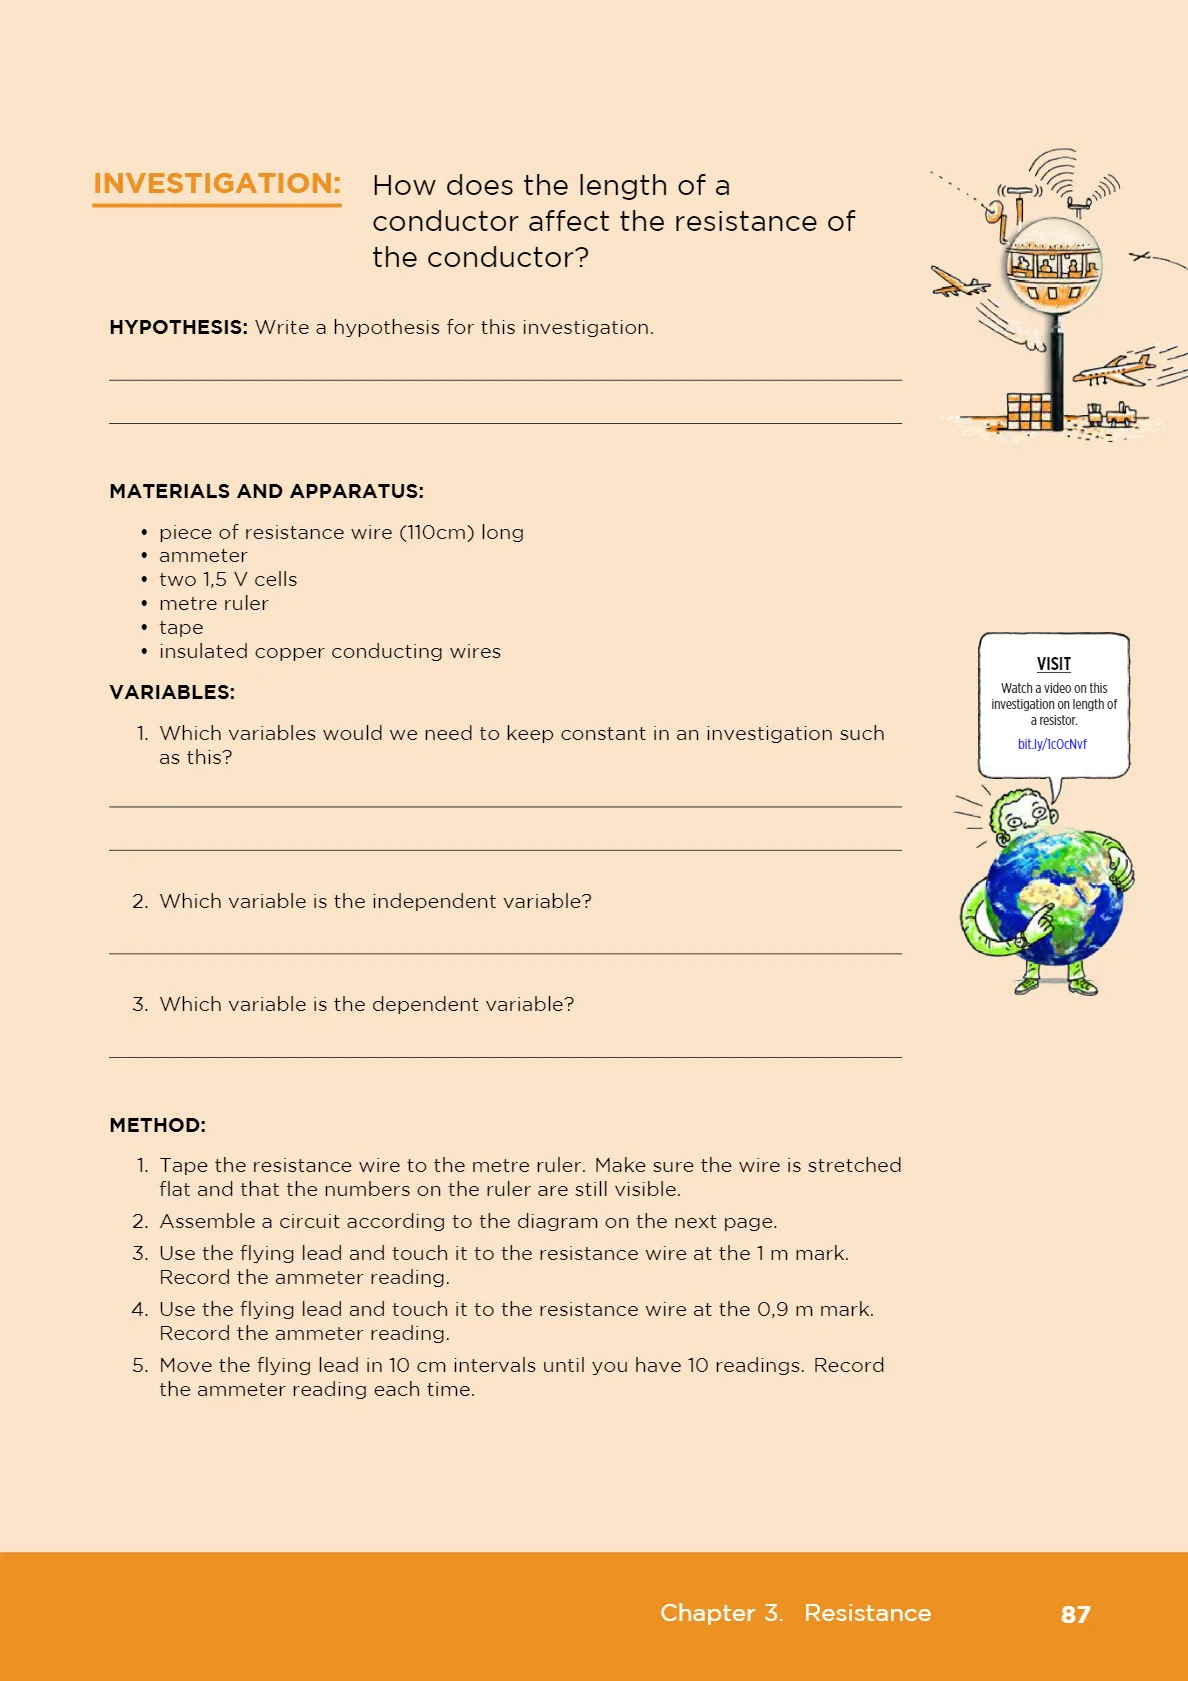 INVESTIGATION:
How does the length of a
conductor affect the resistance of
the conductor?
HYPOTHESIS: Write a hypothesis for this investigation.
MATERIALS AND APPARATUS:
• piece of resistance wire (110cm) long
• ammeter
• two 1,5 V cells
• metre ruler
• tape
• insulated copper conducting wires
VARIABLES:
1. Which variables would we need to keep constant in an investigation such
as this?
2. Which variable is the independent variable?
3. Which variable is the dependent variable?
VISIT
Watch a video on this
investigation on length of
a resistor.
bit.ly/1cOcNvf
METHOD:
1. Tape the resistance wire to the metre ruler. Make sure the wire is stretched
flat and that the numbers on the ruler are still visible.
2. Assemble a circuit according to the diagram on the next page.
3. Use the flying lead and touch it to the resistance wire at the 1 m mark.
Record the ammeter reading.
4. Use the flying lead and touch it to the resistance wire at the 0,9 m mark.
Record the ammeter reading.
5. Move the flying lead in 10 cm intervals until you have 10 readings. Record
the ammeter reading each time.
Chapter 3. Resistance 87